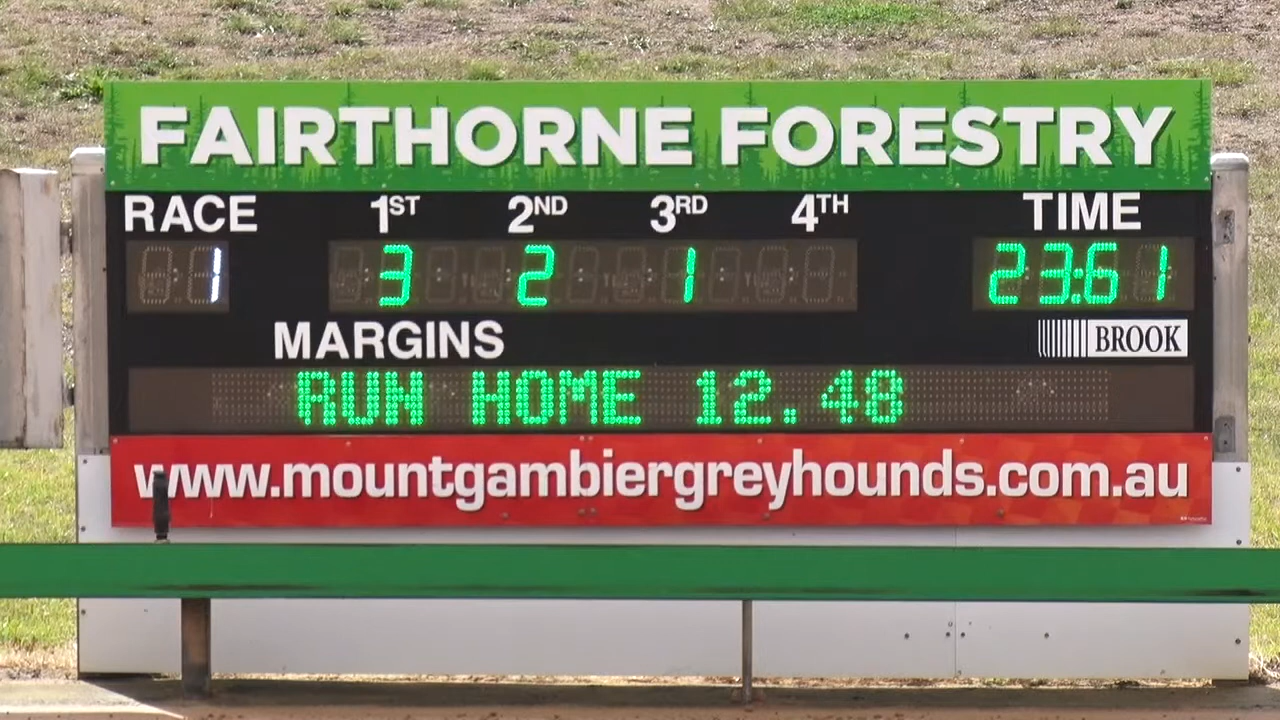 FAIRTHORNE FORESTRY
RACE 1ST 2ND 3RD 4TH TIME
1 3 2 1 23:61
MARGINS BROOK
RUN HOME 12.48
www.mountgambiergreyhounds.com.au